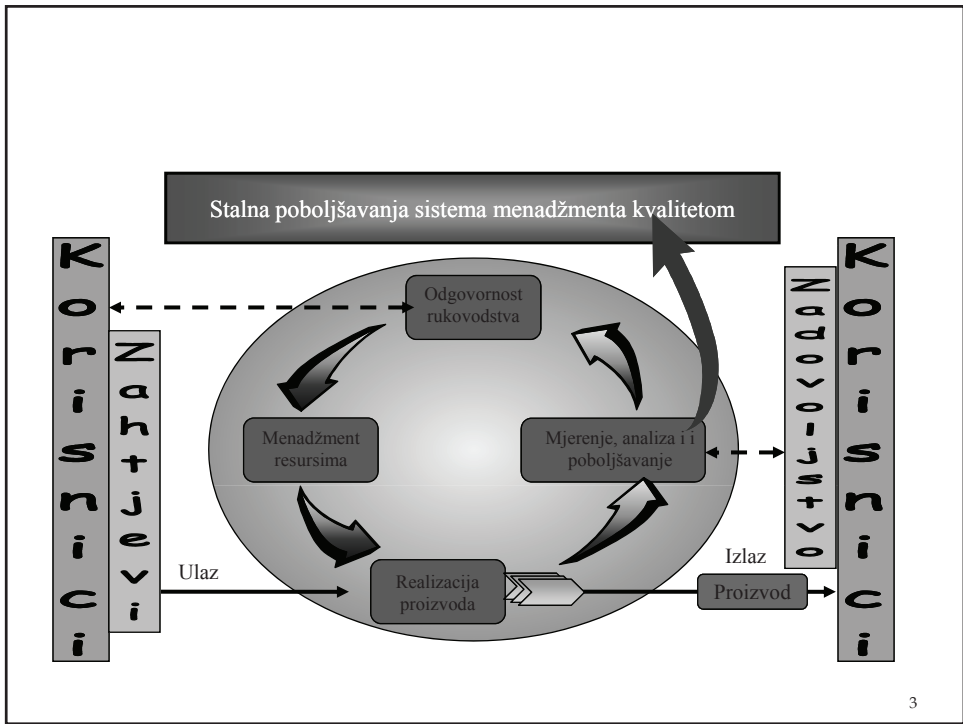 Stalna poboljšavanja sistema menadžmenta kvalitetom
Korisnici
Zahtjevi
Odgovornost
rukovodstva
Menadžment
resursima
Mjerenje, analiza i i
poboljšavanje
Zadovoljstvo
Korisnici
Ulaz
Realizacija
proizvoda
Izlaz
Proizvod
3